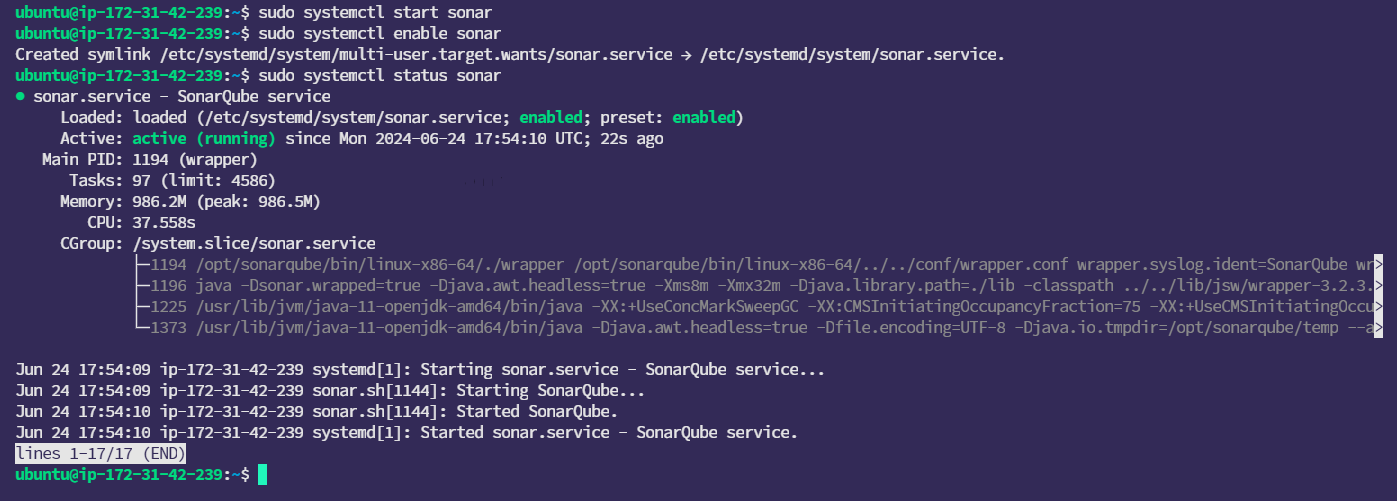 ubuntu@ip-172-31-42-239:~$ sudo systemctl start sonar
ubuntu@ip-172-31-42-239:~$ sudo systemctl enable sonar
Created symlink /etc/systemd/system/multi-user.target.wants/sonar.service → /etc/systemd/system/sonar.service.
ubuntu@ip-172-31-42-239:~$ sudo systemctl status sonar
● sonar.service - SonarQube service
     Loaded: loaded (/etc/systemd/system/sonar.service; enabled; preset: enabled)
     Active: active (running) since Mon 2024-06-24 17:54:10 UTC; 22s ago
   Main PID: 1194 (wrapper)
      Tasks: 97 (limit: 4586)
     Memory: 986.2M (peak: 986.5M)
        CPU: 37.558s
     CGroup: /system.slice/sonar.service
             ├─1194 /opt/sonarqube/bin/linux-x86-64/./wrapper /opt/sonarqube/bin/linux-x86-64/../../conf/wrapper.conf wrapper.syslog.ident=SonarQube wr>
             ├─1196 java -Dsonar.wrapped=true -Djava.awt.headless=true -Xms8m -Xmx32m -Djava.library.path=./lib -classpath ../../lib/jsw/wrapper-3.2.3.>
             ├─1225 /usr/lib/jvm/java-11-openjdk-amd64/bin/java -XX:+UseConcMarkSweepGC -XX:CMSInitiatingOccupancyFraction=75 -XX:+UseCMSInitiatingOccu>
             └─1373 /usr/lib/jvm/java-11-openjdk-amd64/bin/java -Djava.awt.headless=true -Dfile.encoding=UTF-8 -Djava.io.tmpdir=/opt/sonarqube/temp --a>
Jun 24 17:54:09 ip-172-31-42-239 systemd[1]: Starting sonar.service - SonarQube service...
Jun 24 17:54:09 ip-172-31-42-239 sonar.sh[1144]: Starting SonarQube...
Jun 24 17:54:10 ip-172-31-42-239 sonar.sh[1144]: Started SonarQube.
Jun 24 17:54:10 ip-172-31-42-239 systemd[1]: Started sonar.service - SonarQube service.
lines 1-17/17 (END)
ubuntu@ip-172-31-42-239:~$